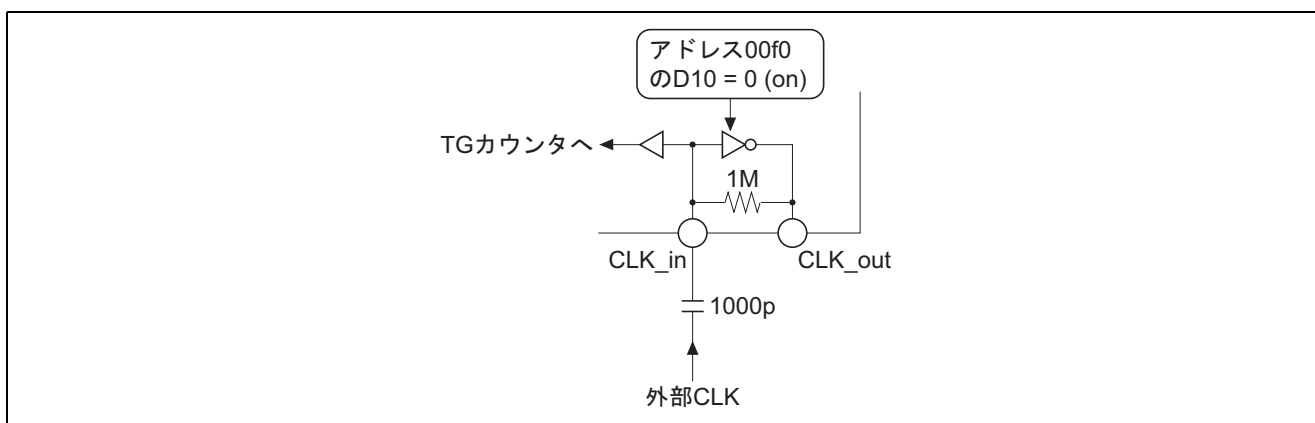 アドレス00f0
のD10 = 0 (on)
TGカウンタへ
1M
CLK_in
CLK_out
1000p
外部CLK